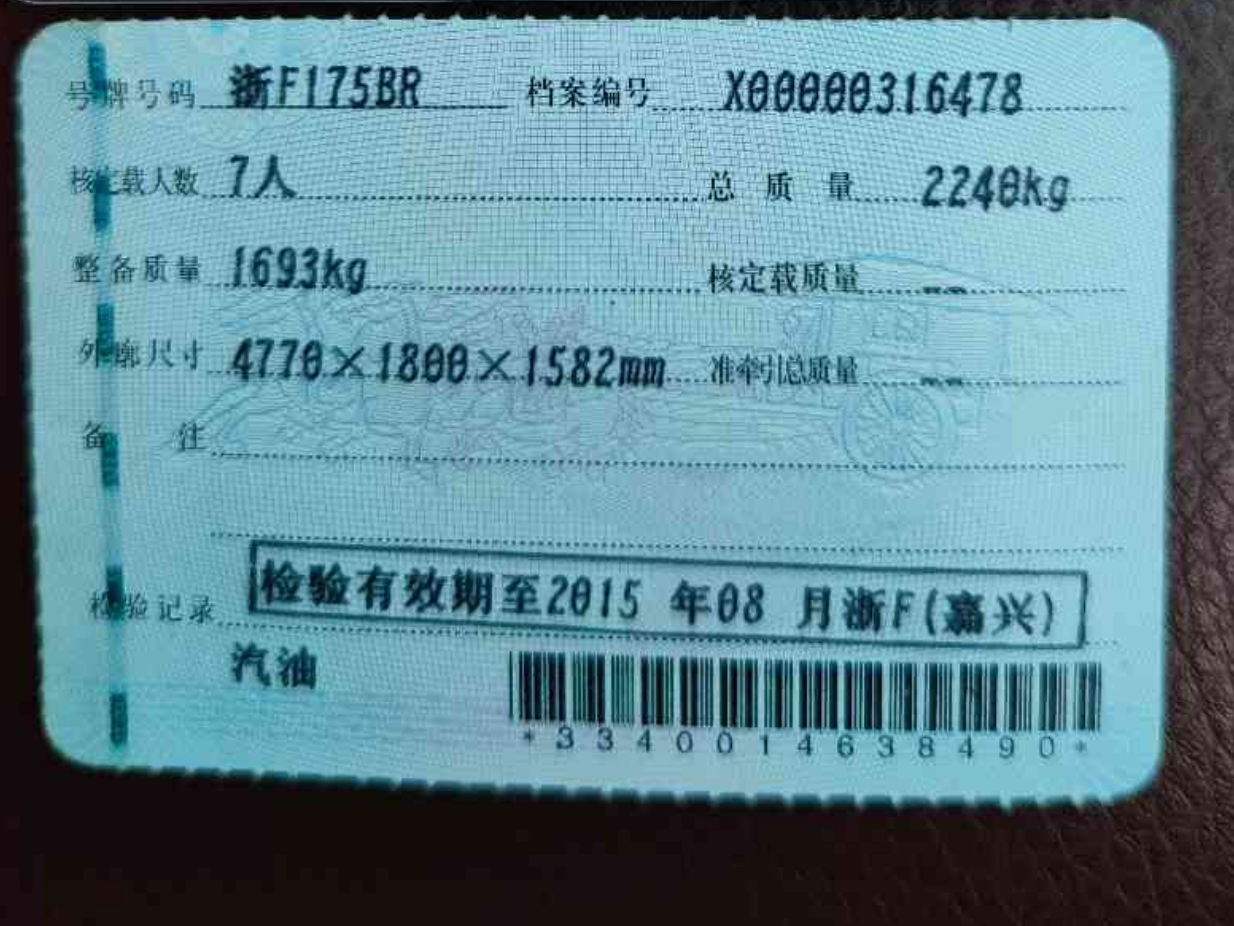 号牌号码 浙F175BR 档案编号 X00000316478
核定载人数 7人 总质量 2240kg
整备质量 1693kg 核定载质量 --
外廓尺寸 4770×1800×1582mm 准牵引总质量 --
备注
检验记录 检验有效期至2015 年08 月浙F(嘉兴)
汽油
*3340014638490*